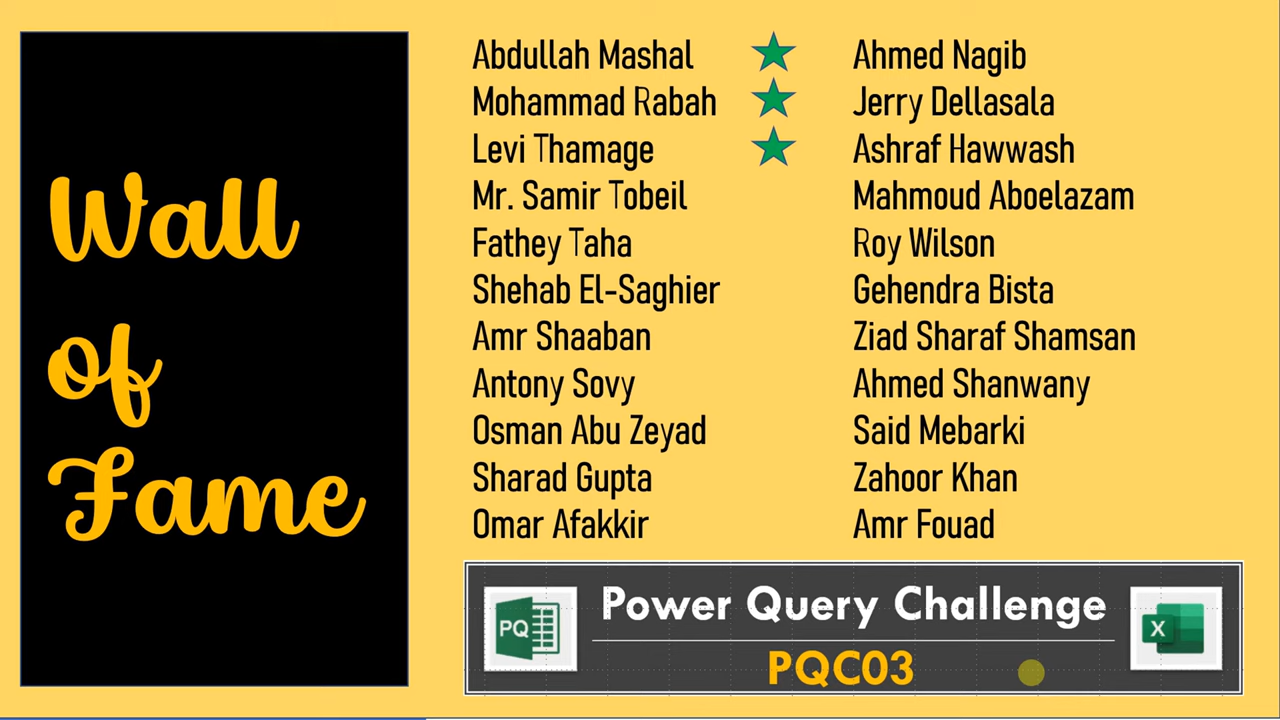 Wall
of
Fame
Abdullah Mashal
Mohammad Rabah
Levi Thamage
Mr. Samir Tobeil
Fathey Taha
Shehab El-Saghier
Amr Shaaban
Antony Sovy
Osman Abu Zeyad
Sharad Gupta
Omar Afakkir
Ahmed Nagib
Jerry Dellasala
Ashraf Hawwash
Mahmoud Aboelazam
Roy Wilson
Gehendra Bista
Ziad Sharaf Shamsan
Ahmed Shanwany
Said Mebarki
Zahoor Khan
Amr Fouad
PQ
Power Query Challenge
PQC03
X